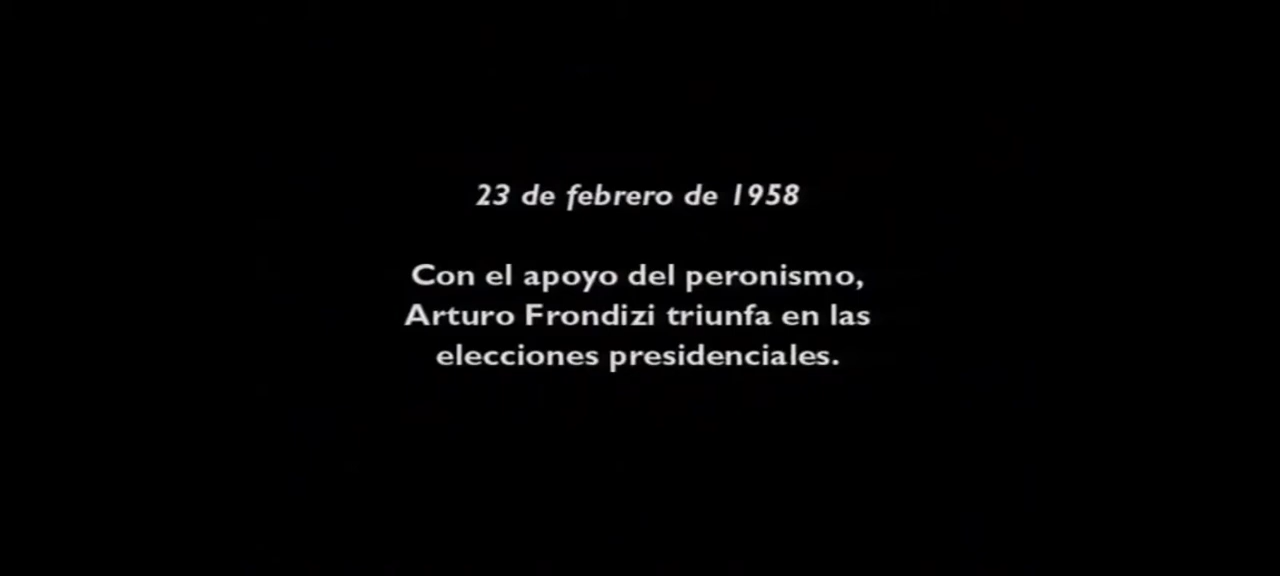 23 de febrero de 1958
Con el apoyo del peronismo,
Arturo Frondizi triunfa en las
elecciones presidenciales.